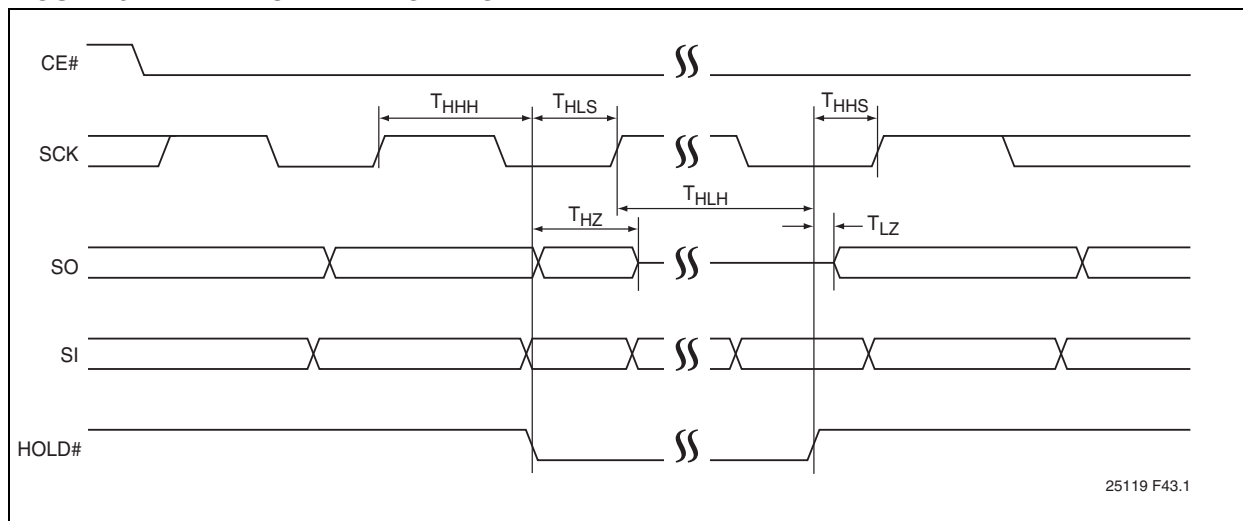 CE#
THHH
THLS
THHS
SCK
THLH
THZ
TLZ
SO
SI
HOLD#
25119 F43.1